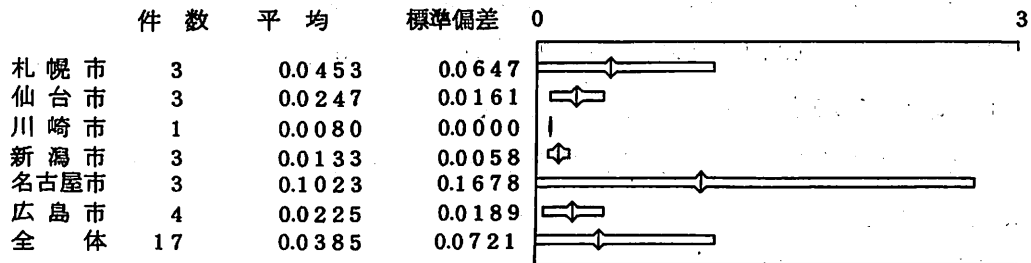 件数 平均 標準偏差 0 3
札幌市 3 0.0453 0.0647
仙台市 3 0.0247 0.0161
川崎市 1 0.0080 0.0000
新潟市 3 0.0133 0.0058
名古屋市 3 0.1023 0.1678
広島市 4 0.0225 0.0189
全体 17 0.0385 0.0721